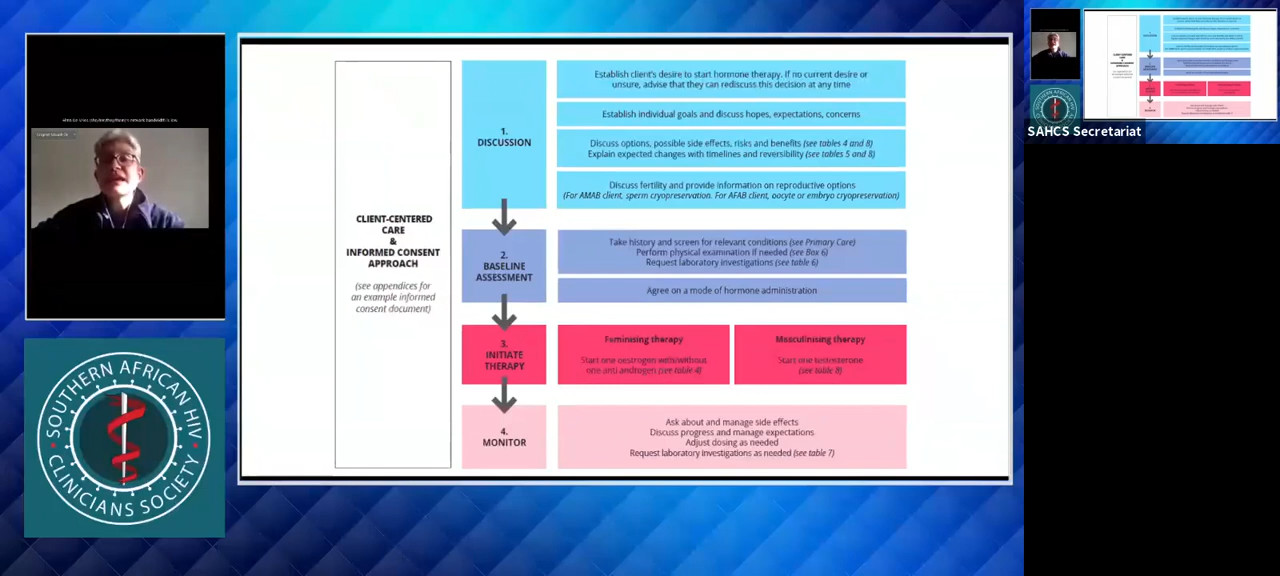 CLIENT-CENTERED
CARE
&
INFORMED CONSENT
APPROACH
(see appendices for
an example informed
consent document)
1.
DISCUSSION
Establish client's desire to start hormone therapy. If no current desire or
unsure, advise that they can rediscuss this decision at any time
Establish individual goals and discuss hopes, expectations, concerns
Discuss options, possible side effects, risks and benefits (see tables 4 and 8)
Explain expected changes with timelines and reversibility (see tables 5 and 8)
Discuss fertility and provide information on reproductive options
(For AMAB client, sperm cryopreservation. For AFAB client, oocyte or embryo cryopreservation)
2.
BASELINE
ASSESSMENT
Take history and screen for relevant conditions (see Primary Care)
Perform physical examination if needed (see Box 6)
Request laboratory investigations (see table 6)
Agree on a mode of hormone administration
3.
INITIATE
THERAPY
Feminising therapy
Start one oestrogen with/without
one anti androgen (see table 4)
Masculinising therapy
Start one testosterone
(see table 8)
4.
MONITOR
Ask about and manage side effects
Discuss progress and manage expectations
Adjust dosing as needed
Request laboratory investigations as needed (see table 7)
SOUTHERN AFRICAN HIV
CLINICIANS SOCIETY
SAHCS Secretariat